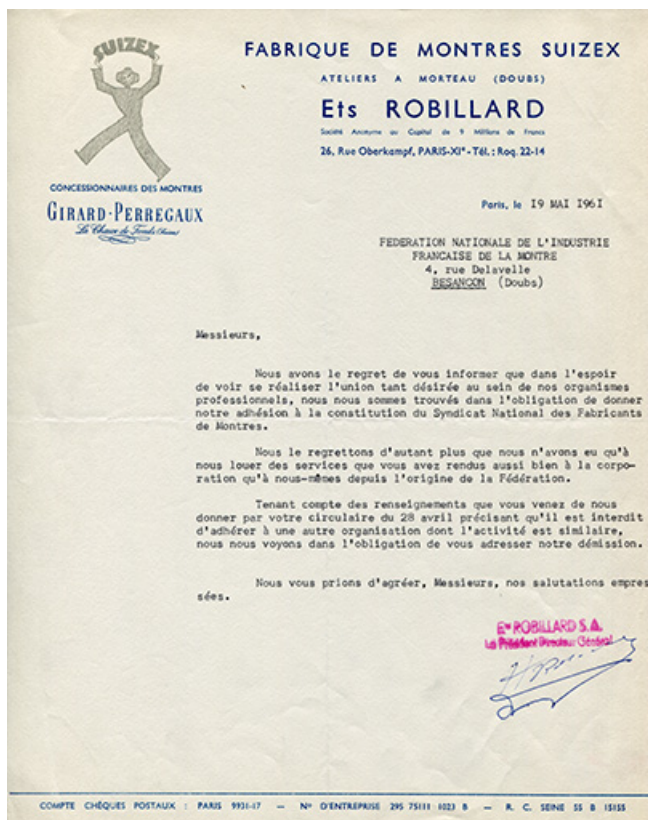 SUIZEX
FABRIQUE DE MONTRES SUIZEX
ATELIERS A MORTEAU (DOUBS)
Ets ROBILLARD
Société Anonyme au Capital de 9 Millions de Francs
26, Rue Oberkampf, PARIS-XIe - Tél. : Roq. 22-14
CONCESSIONNAIRES DES MONTRES
GIRARD-PERREGAUX
La Chaux de Fonds (Suisse)
Paris, le 19 MAI 1961
FEDERATION NATIONALE DE L'INDUSTRIE
FRANCAISE DE LA MONTRE
4, rue Delavelle
BESANCON (Doubs)
Messieurs,
Nous avons le regret de vous informer que dans l'espoir
de voir se réaliser l'union tant désirée au sein de nos organismes
professionnels, nous nous sommes trouvés dans l'obligation de donner
notre adhésion à la constitution du Syndicat National des Fabricants
de Montres.
Nous le regrettons d'autant plus que nous n'avons eu qu'à
nous louer des services que vous avez rendus aussi bien à la corpo-
ration qu'à nous-mêmes depuis l'origine de la Fédération.
Tenant compte des renseignements que vous venez de nous
donner par votre circulaire du 28 avril précisant qu'il est interdit
d'adhérer à une autre organisation dont l'activité est similaire,
nous nous voyons dans l'obligation de vous adresser notre démission.
Nous vous prions d'agréer, Messieurs, nos salutations empres
sées.
Ets ROBILLARD S.A.
Le Président Directeur Général
COMPTE CHÈQUES POSTAUX : PARIS 9931-17 — No D'ENTREPRISE 295 75111 1023 B — R. C. SEINE 55 B 15155